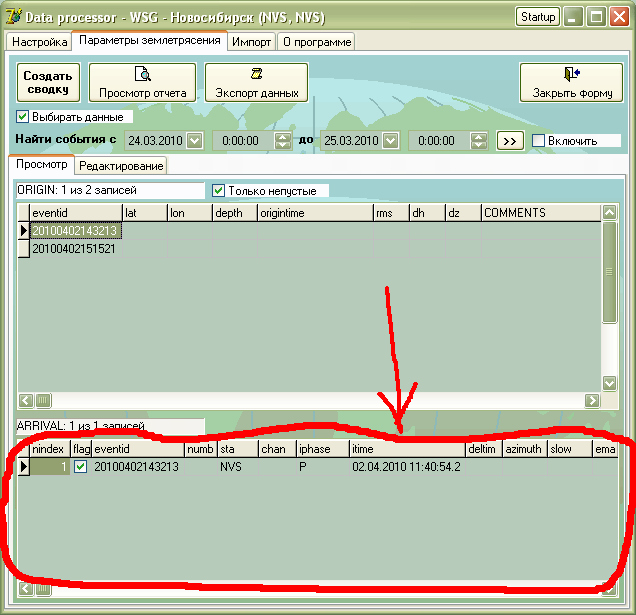 Data processor - WSG - Новосибирск (NVS, NVS) Startup
Настройка Параметры землетрясения Импорт О программе
Создать сводку Просмотр отчета Экспорт данных Закрыть форму
Выбирать данные
Найти события с 24.03.2010 0:00:00 до 25.03.2010 0:00:00 >> Включить
Просмотр Редактирование
ORIGIN: 1 из 2 записей Только непустые
eventid lat lon depth origintime rms dh dz COMMENTS
20100402143213
20100402151521
ARRIVAL: 1 из 1 записей
nindex flag eventid numb sta chan iphase itime deltim azimuth slow ema
1 20100402143213 NVS P 02.04.2010 11:40:54.2